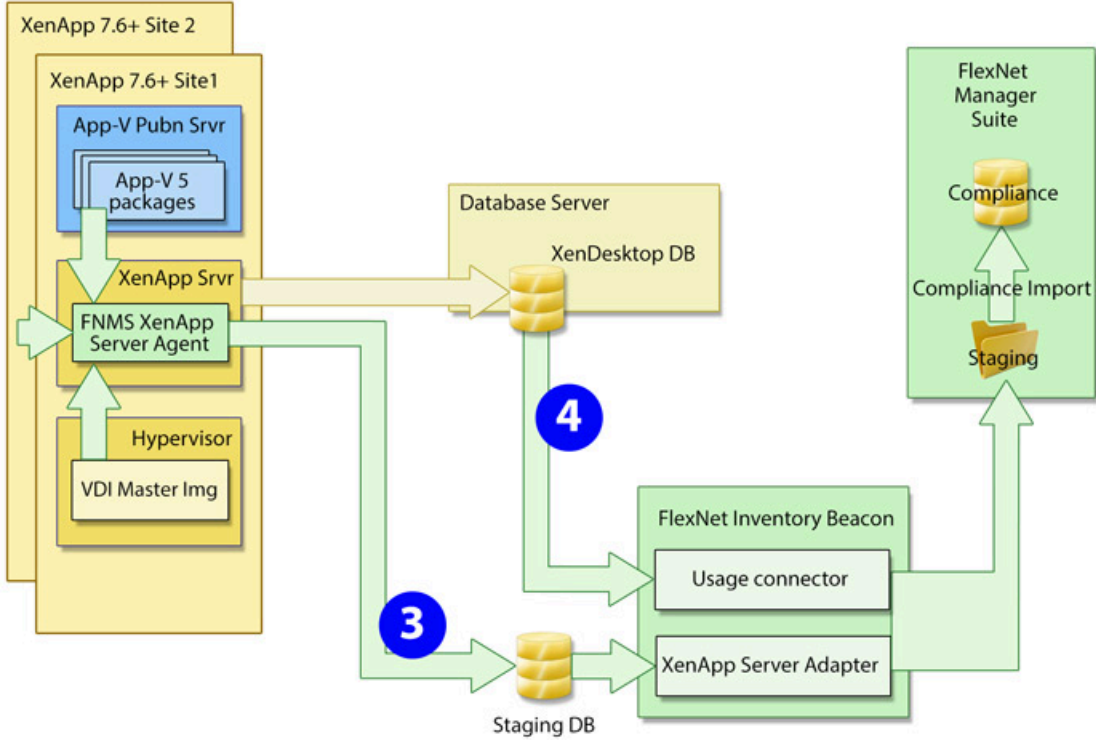 XenApp 7.6+ Site 2
XenApp 7.6+ Site1
App-V Pubn Srvr
App-V 5
packages
XenApp Srvr
FNMS XenApp
Server Agent
Hypervisor
VDI Master Img
Database Server
XenDesktop DB
4
3
Staging DB
FlexNet Inventory Beacon
Usage connector
XenApp Server Adapter
FlexNet
Manager
Suite
Compliance
Compliance Import
Staging